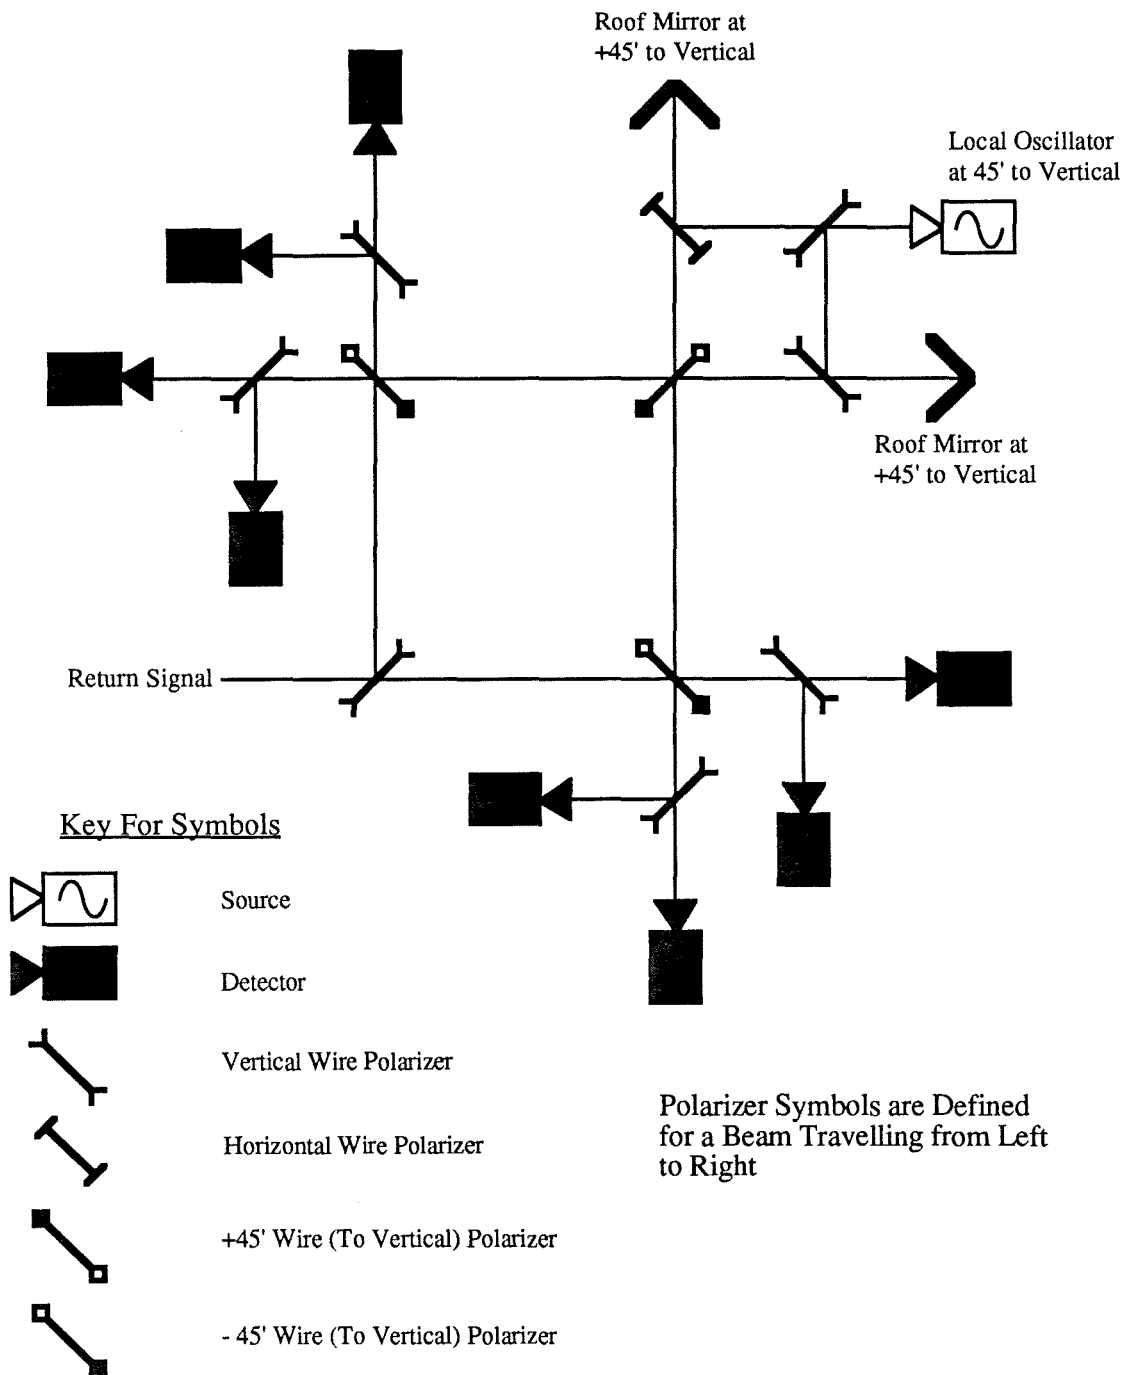 Roof Mirror at
+45' to Vertical
Local Oscillator
at 45' to Vertical
Roof Mirror at
+45' to Vertical
Return Signal
Key For Symbols
Source
Detector
Vertical Wire Polarizer
Horizontal Wire Polarizer
+45' Wire (To Vertical) Polarizer
- 45' Wire (To Vertical) Polarizer
Polarizer Symbols are Defined
for a Beam Travelling from Left
to Right